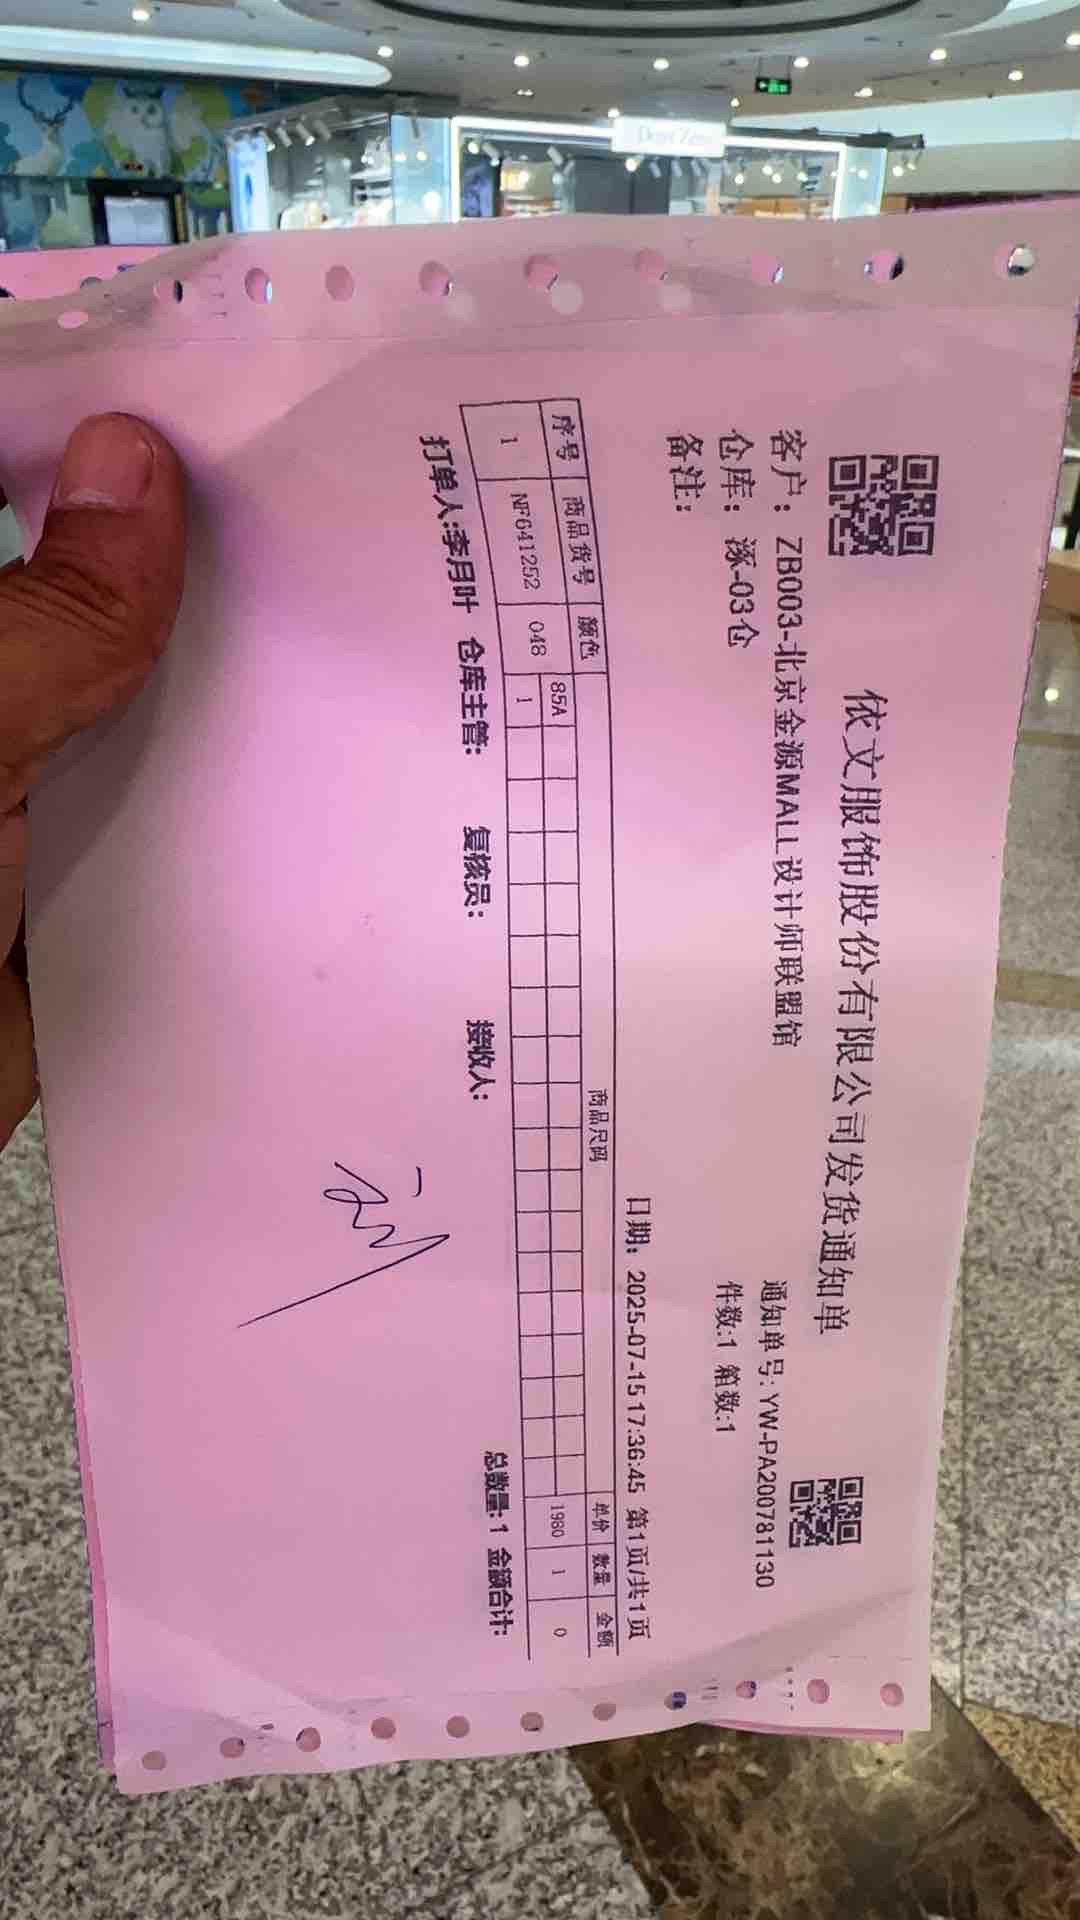 依文服饰股份有限公司发货通知单
客户: ZB003-北京金源MALL设计师联盟馆 通知单号: YW-PA200781130
仓库: 涿-03仓 件数:1 箱数:1
备注:
日期: 2025-07-15 17:36:45 第1页/共1页
序号 商品货号 颜色 商品尺码 单价 数量 金额
85A
1 NF641252 048 1 1980 1 0
总数量: 1 金额合计:
打单人:李月叶 仓库主管: 复核员: 接收人: